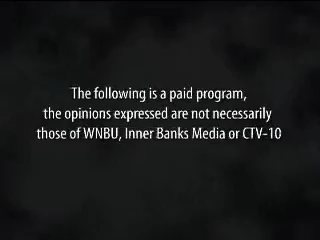 The following is a paid program,
the opinions expressed are not necessarily
those of WNBU, Inner Banks Media or CTV-10